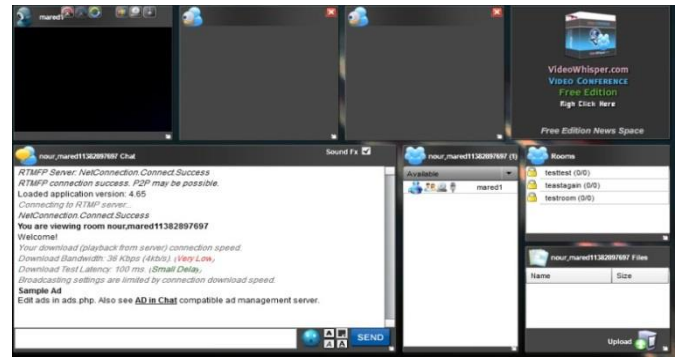 mared1
VideoWhisper.com
VIDEO CONFERENCE
Free Edition
Righ Click Here
Free Edition News Space
nour,mared11382897697 Chat
Sound Fx
RTMFP Server: NetConnection.Connect.Success
RTMFP connection success. P2P may be possible.
Loaded application version: 4.65
Connecting to RTMP server...
NetConnection.Connect.Success
You are viewing room nour,mared11382897697
Welcome!
Your download (playback from server) connection speed.
Download Bandwidth: 36 Kbps (4kb/s). (Very Low)
Download Test Latency: 100 ms. (Small Delay)
Broadcasting settings are limited by connection download speed.
Sample Ad
Edit ads in ads.php. Also see AD in Chat compatible ad management server.
SEND
nour,mared11382897697 (1)
Available
mared1
Rooms
testtest (0/0)
teastagain (0/0)
testroom (0/0)
nour,mared11382897697 Files
Name Size
Upload